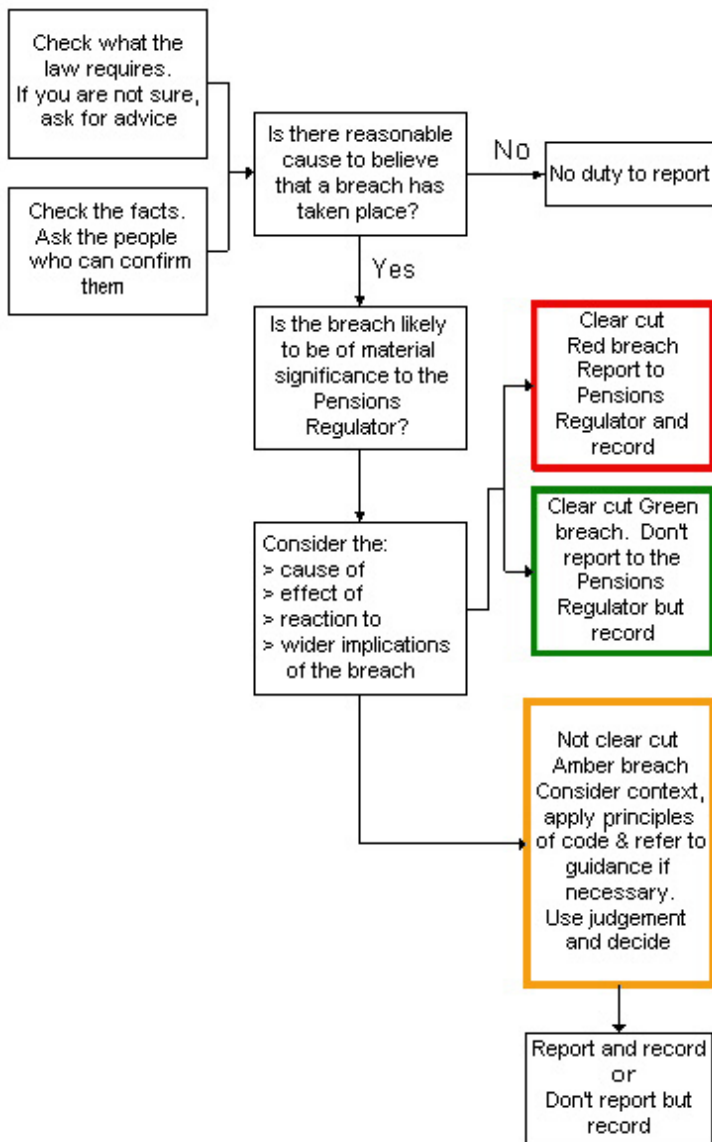 Check what the
law requires.
If you are not sure,
ask for advice
Check the facts.
Ask the people
who can confirm
them
Is there reasonable
cause to believe
that a breach has
taken place?
No
No duty to report
Yes
Is the breach likely
to be of material
significance to the
Pensions
Regulator?
Consider the:
> cause of
> effect of
> reaction to
> wider implications
of the breach
Clear cut
Red breach
Report to
Pensions
Regulator and
record
Clear cut Green
breach. Don't
report to the
Pensions
Regulator but
record
Not clear cut
Amber breach
Consider context,
apply principles
of code & refer to
guidance if
necessary.
Use judgement
and decide
Report and record
or
Don't report but
record